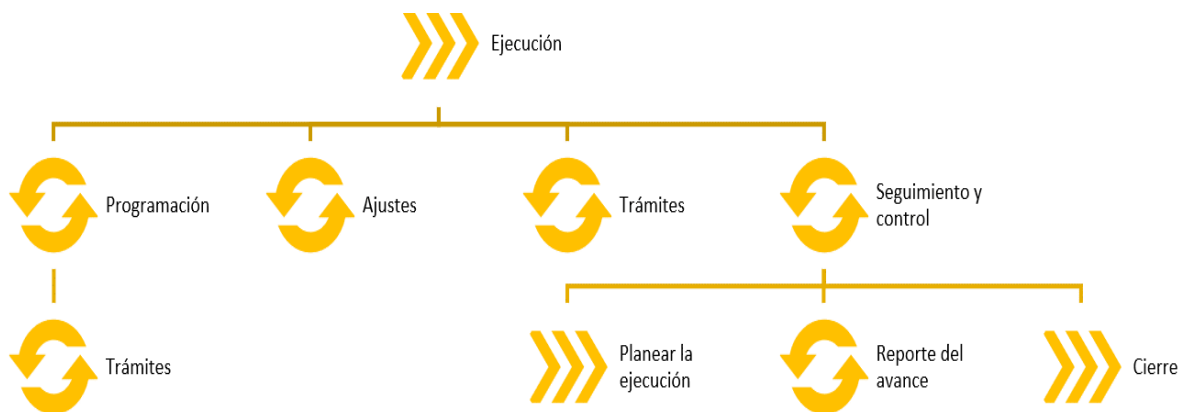 Ejecución
Programación
Ajustes
Trámites
Seguimiento y
control
Trámites
Planear la
ejecución
Reporte del
avance
Cierre